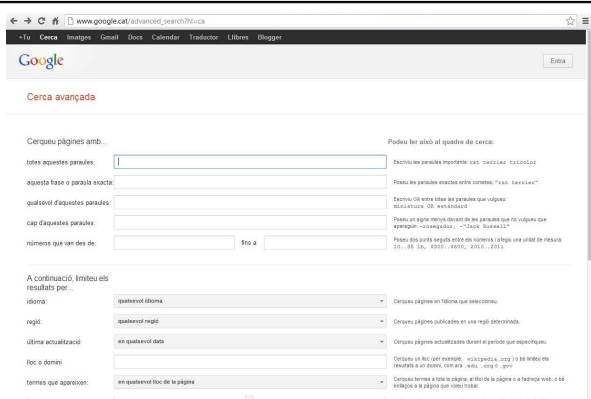 www.google.cat/advanced_search?hl=ca
+Tu Cerca Imatges Gmail Docs Calendar Traductor Llibres Blogger
Google Entra
Cerca avançada
Cerqueu pàgines amb... Podeu fer això al quadre de cerca:
totes aquestes paraules: Escriviu les paraules importants: rat terrier tricolor
aquesta frase o paraula exacta: Poseu les paraules exactes entre cometes: "rat terrier"
qualsevol d'aquestes paraules: Escriviu OR entre totes les paraules que vulgueu:
miniatura OR estàndard
cap d'aquestes paraules: Poseu un signe menys davant de les paraules que no vulgueu que
apareguin: -rosegador, -"Jack Russell"
números que van des de: fins a Poseu dos punts seguits entre els números i afegiu una unitat de mesura:
10..35 lb, $300..$500, 2010..2011
A continuació, limiteu els
resultats per...
idioma: qualsevol idioma Cerqueu pàgines en l'idioma que seleccioneu.
regió: qualsevol regió Cerqueu pàgines publicades en una regió determinada.
última actualització: en qualsevol data Cerqueu pàgines actualitzades durant el període que especifiqueu.
lloc o domini Cerqueu un lloc (per exemple, wikipedia.org) o bé limiteu els
resultats a un domini, com ara .edu, .org o .gov
termes que apareixen: en qualsevol lloc de la pàgina Cerqueu termes a tota la pàgina, al títol de la pàgina o a l'adreça web, o bé
enllaços a la pàgina que voleu trobar.